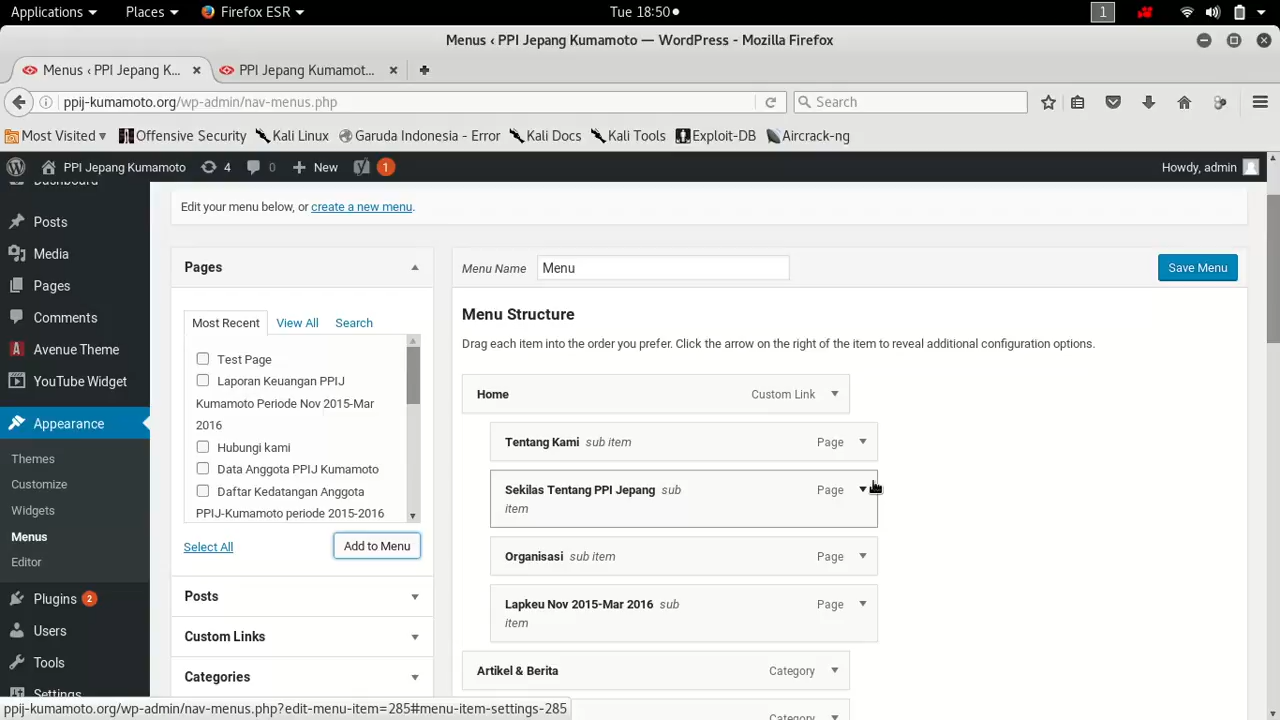 Applications Places Firefox ESR Tue 18:50 1
Menus ‹ PPI Jepang Kumamoto — WordPress - Mozilla Firefox
Menus ‹ PPI Jepang K... PPI Jepang Kumamot...
ppij-kumamoto.org/wp-admin/nav-menus.php Search
Most Visited Offensive Security Kali Linux Garuda Indonesia - Error Kali Docs Kali Tools Exploit-DB Aircrack-ng
PPI Jepang Kumamoto 4 0 New 1 Howdy, admin
Dashboard
Posts
Media
Pages
Comments
Avenue Theme
YouTube Widget
Appearance
Themes
Customize
Widgets
Menus
Editor
Plugins 2
Users
Tools
Settings
Edit your menu below, or create a new menu.
Pages
Most Recent View All Search
Test Page
Laporan Keuangan PPIJ
Kumamoto Periode Nov 2015-Mar
2016
Hubungi kami
Data Anggota PPIJ Kumamoto
Daftar Kedatangan Anggota
PPIJ-Kumamoto periode 2015-2016
Select All Add to Menu
Posts
Custom Links
Categories
Menu Name Menu Save Menu
Menu Structure
Drag each item into the order you prefer. Click the arrow on the right of the item to reveal additional configuration options.
Home Custom Link
Tentang Kami sub item Page
Sekilas Tentang PPI Jepang sub Page
item
Organisasi sub item Page
Lapkeu Nov 2015-Mar 2016 sub Page
item
Artikel & Berita Category
Category
ppij-kumamoto.org/wp-admin/nav-menus.php?edit-menu-item=285#menu-item-settings-285